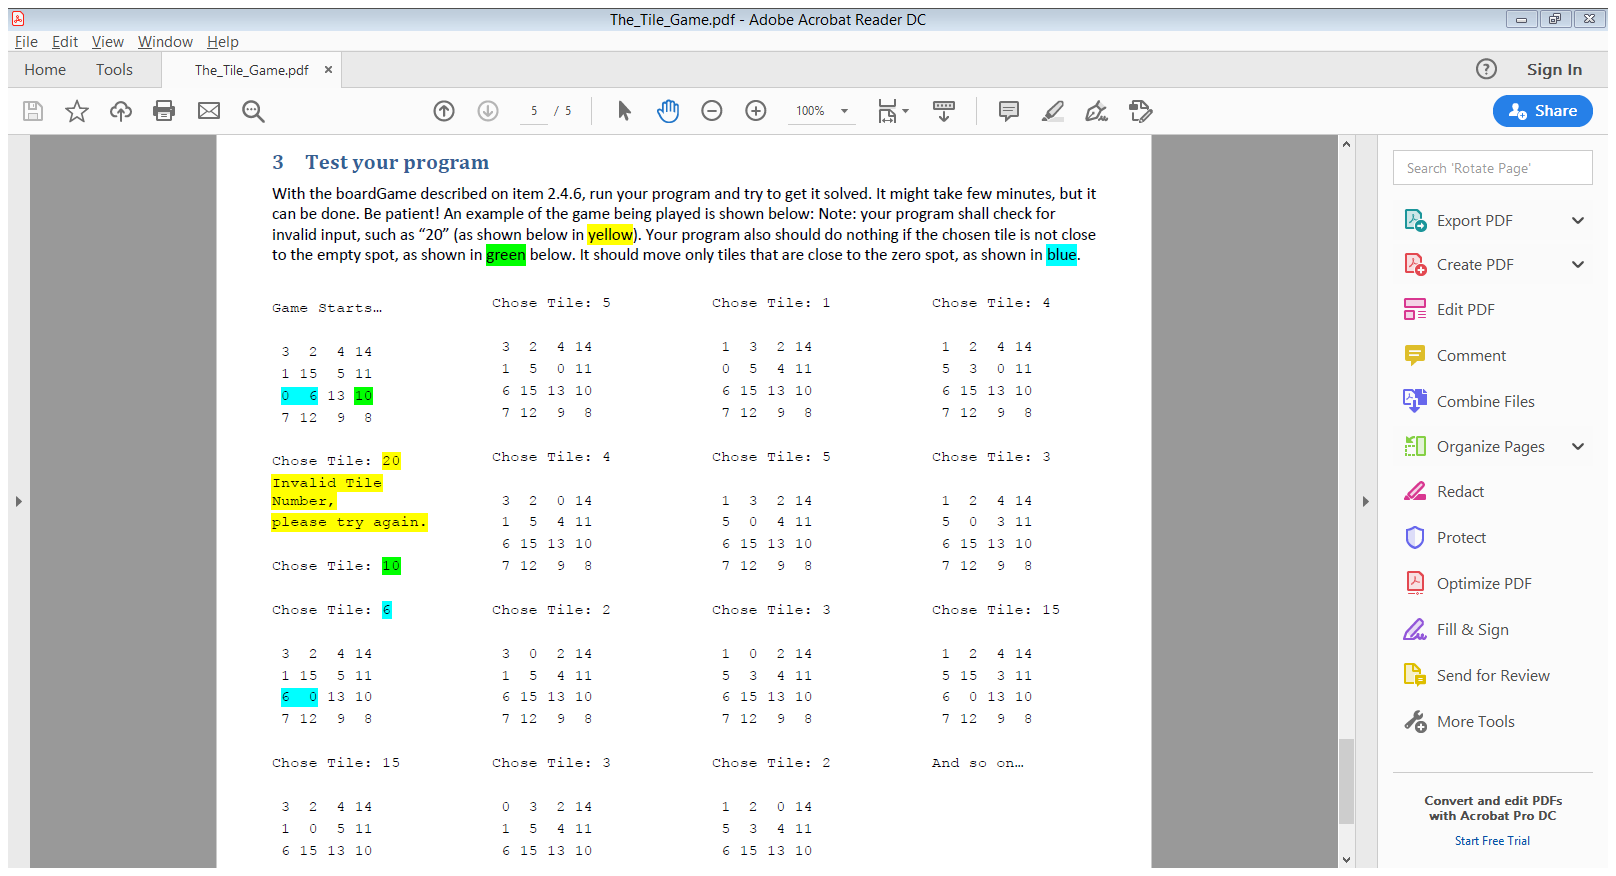 The_Tile_Game.pdf - Adobe Acrobat Reader DC
File Edit View Window Help
Home Tools The_Tile_Game.pdf × ? Sign In
5 / 5 100% Share
3 Test your program
With the boardGame described on item 2.4.6, run your program and try to get it solved. It might take few minutes, but it
can be done. Be patient! An example of the game being played is shown below: Note: your program shall check for
invalid input, such as “20” (as shown below in yellow). Your program also should do nothing if the chosen tile is not close
to the empty spot, as shown in green below. It should move only tiles that are close to the zero spot, as shown in blue.
Game Starts…
3 2 4 14
1 15 5 11
0 6 13 10
7 12 9 8
Chose Tile: 20
Invalid Tile
Number,
please try again.
Chose Tile: 10
Chose Tile: 6
3 2 4 14
1 15 5 11
6 0 13 10
7 12 9 8
Chose Tile: 15
3 2 4 14
1 0 5 11
6 15 13 10
Chose Tile: 5
3 2 4 14
1 5 0 11
6 15 13 10
7 12 9 8
Chose Tile: 4
3 2 0 14
1 5 4 11
6 15 13 10
7 12 9 8
Chose Tile: 2
3 0 2 14
1 5 4 11
6 15 13 10
7 12 9 8
Chose Tile: 3
0 3 2 14
1 5 4 11
6 15 13 10
Chose Tile: 1
1 3 2 14
0 5 4 11
6 15 13 10
7 12 9 8
Chose Tile: 5
1 3 2 14
5 0 4 11
6 15 13 10
7 12 9 8
Chose Tile: 3
1 0 2 14
5 3 4 11
6 15 13 10
7 12 9 8
Chose Tile: 2
1 2 0 14
5 3 4 11
6 15 13 10
Chose Tile: 4
1 2 4 14
5 3 0 11
6 15 13 10
7 12 9 8
Chose Tile: 3
1 2 4 14
5 0 3 11
6 15 13 10
7 12 9 8
Chose Tile: 15
1 2 4 14
5 15 3 11
6 0 13 10
7 12 9 8
And so on…
Search 'Rotate Page'
Export PDF
Create PDF
Edit PDF
Comment
Combine Files
Organize Pages
Redact
Protect
Optimize PDF
Fill & Sign
Send for Review
More Tools
Convert and edit PDFs
with Acrobat Pro DC
Start Free Trial